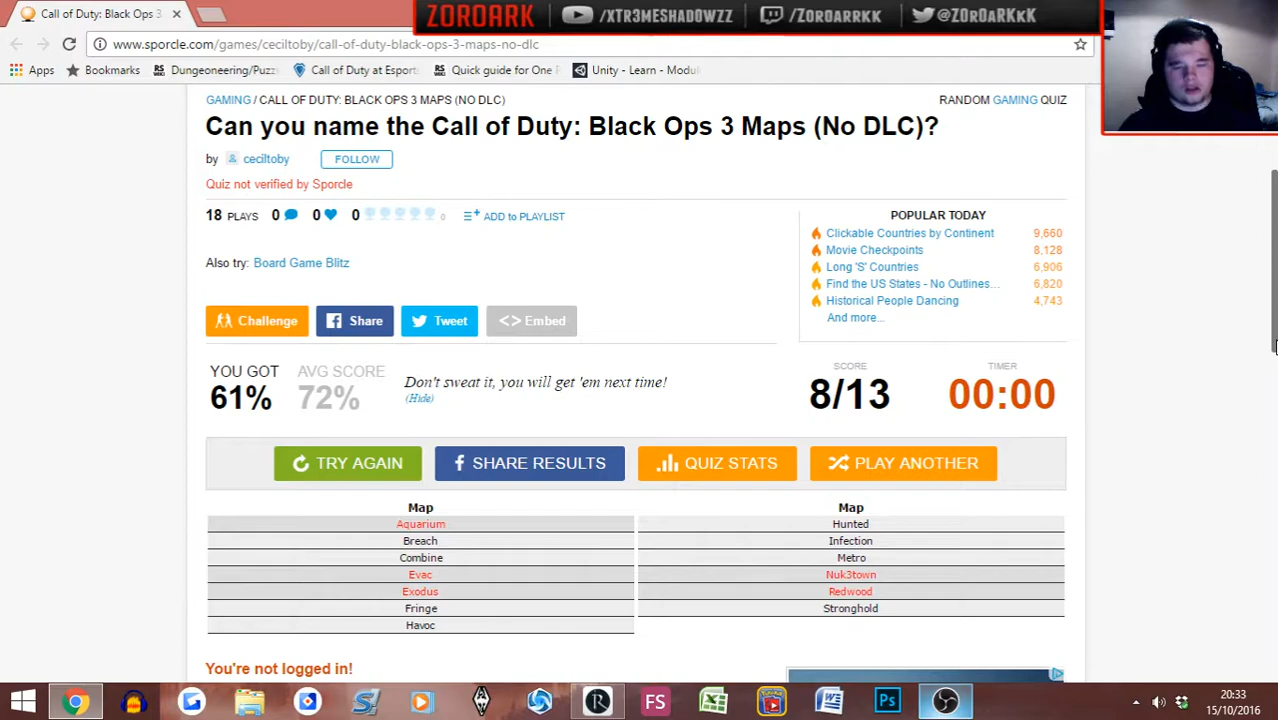 Call of Duty: Black Ops 3
ZOROARK
/XTR3MESHADOWZZ
/ZOROARRKK
@ZOROARKKK
www.sporcle.com/games/ceciltoby/call-of-duty-black-ops-3-maps-no-dlc
Apps
Bookmarks
RS
Dungeoneering/Puzz
Call of Duty at Esport
RS
Quick guide for One P
Unity - Learn - Modu
GAMING / CALL OF DUTY: BLACK OPS 3 MAPS (NO DLC)
RANDOM GAMING QUIZ
Can you name the Call of Duty: Black Ops 3 Maps (No DLC)?
by ceciltoby
FOLLOW
Quiz not verified by Sporcle
18 PLAYS 0 0 0 0
ADD to PLAYLIST
POPULAR TODAY
Clickable Countries by Continent 9,660
Movie Checkpoints 8,128
Long 'S' Countries 6,906
Find the US States - No Outlines... 6,820
Historical People Dancing 4,743
And more...
Also try: Board Game Blitz
Challenge
Share
Tweet
<> Embed
YOU GOT
61%
AVG SCORE
72%
Don't sweat it, you will get 'em next time!
(Hide)
SCORE
8/13
TIMER
00:00
TRY AGAIN
SHARE RESULTS
QUIZ STATS
PLAY ANOTHER
Map
Aquarium
Breach
Combine
Evac
Exodus
Fringe
Havoc
Map
Hunted
Infection
Metro
Nuk3town
Redwood
Stronghold
You're not logged in!
R
FS
Ps
20:33
15/10/2016